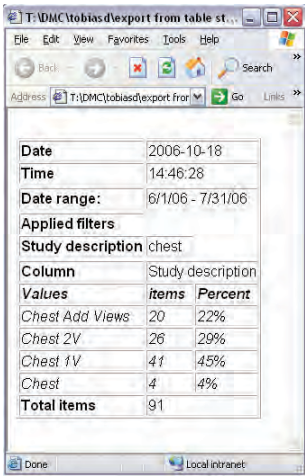 T:\DMC\tobiasd\export from table st...
File Edit View Favorites Tools Help
Back Search
Address T:\DMC\tobiasd\export fror Go Links
Date 2006-10-18
Time 14:46:28
Date range: 6/1/06 - 7/31/06
Applied filters
Study description chest
Column Study description
Values items Percent
Chest Add Views 20 22%
Chest 2V 26 29%
Chest 1V 41 45%
Chest 4 4%
Total items 91
Done Local intranet